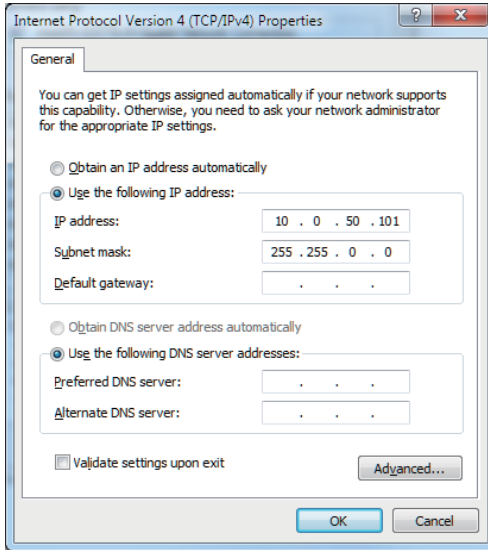 Internet Protocol Version 4 (TCP/IPv4) Properties
?
General
You can get IP settings assigned automatically if your network supports
this capability. Otherwise, you need to ask your network administrator
for the appropriate IP settings.
Obtain an IP address automatically
Use the following IP address:
IP address: 10 . 0 . 50 . 101
Subnet mask: 255 . 255 . 0 . 0
Default gateway: . . .
Obtain DNS server address automatically
Use the following DNS server addresses:
Preferred DNS server: . . .
Alternate DNS server: . . .
Validate settings upon exit
Advanced...
OK Cancel